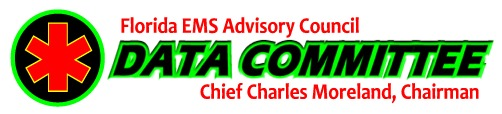 Florida EMS Advisory Council
DATA COMMITTEE
Chief Charles Moreland, Chairman